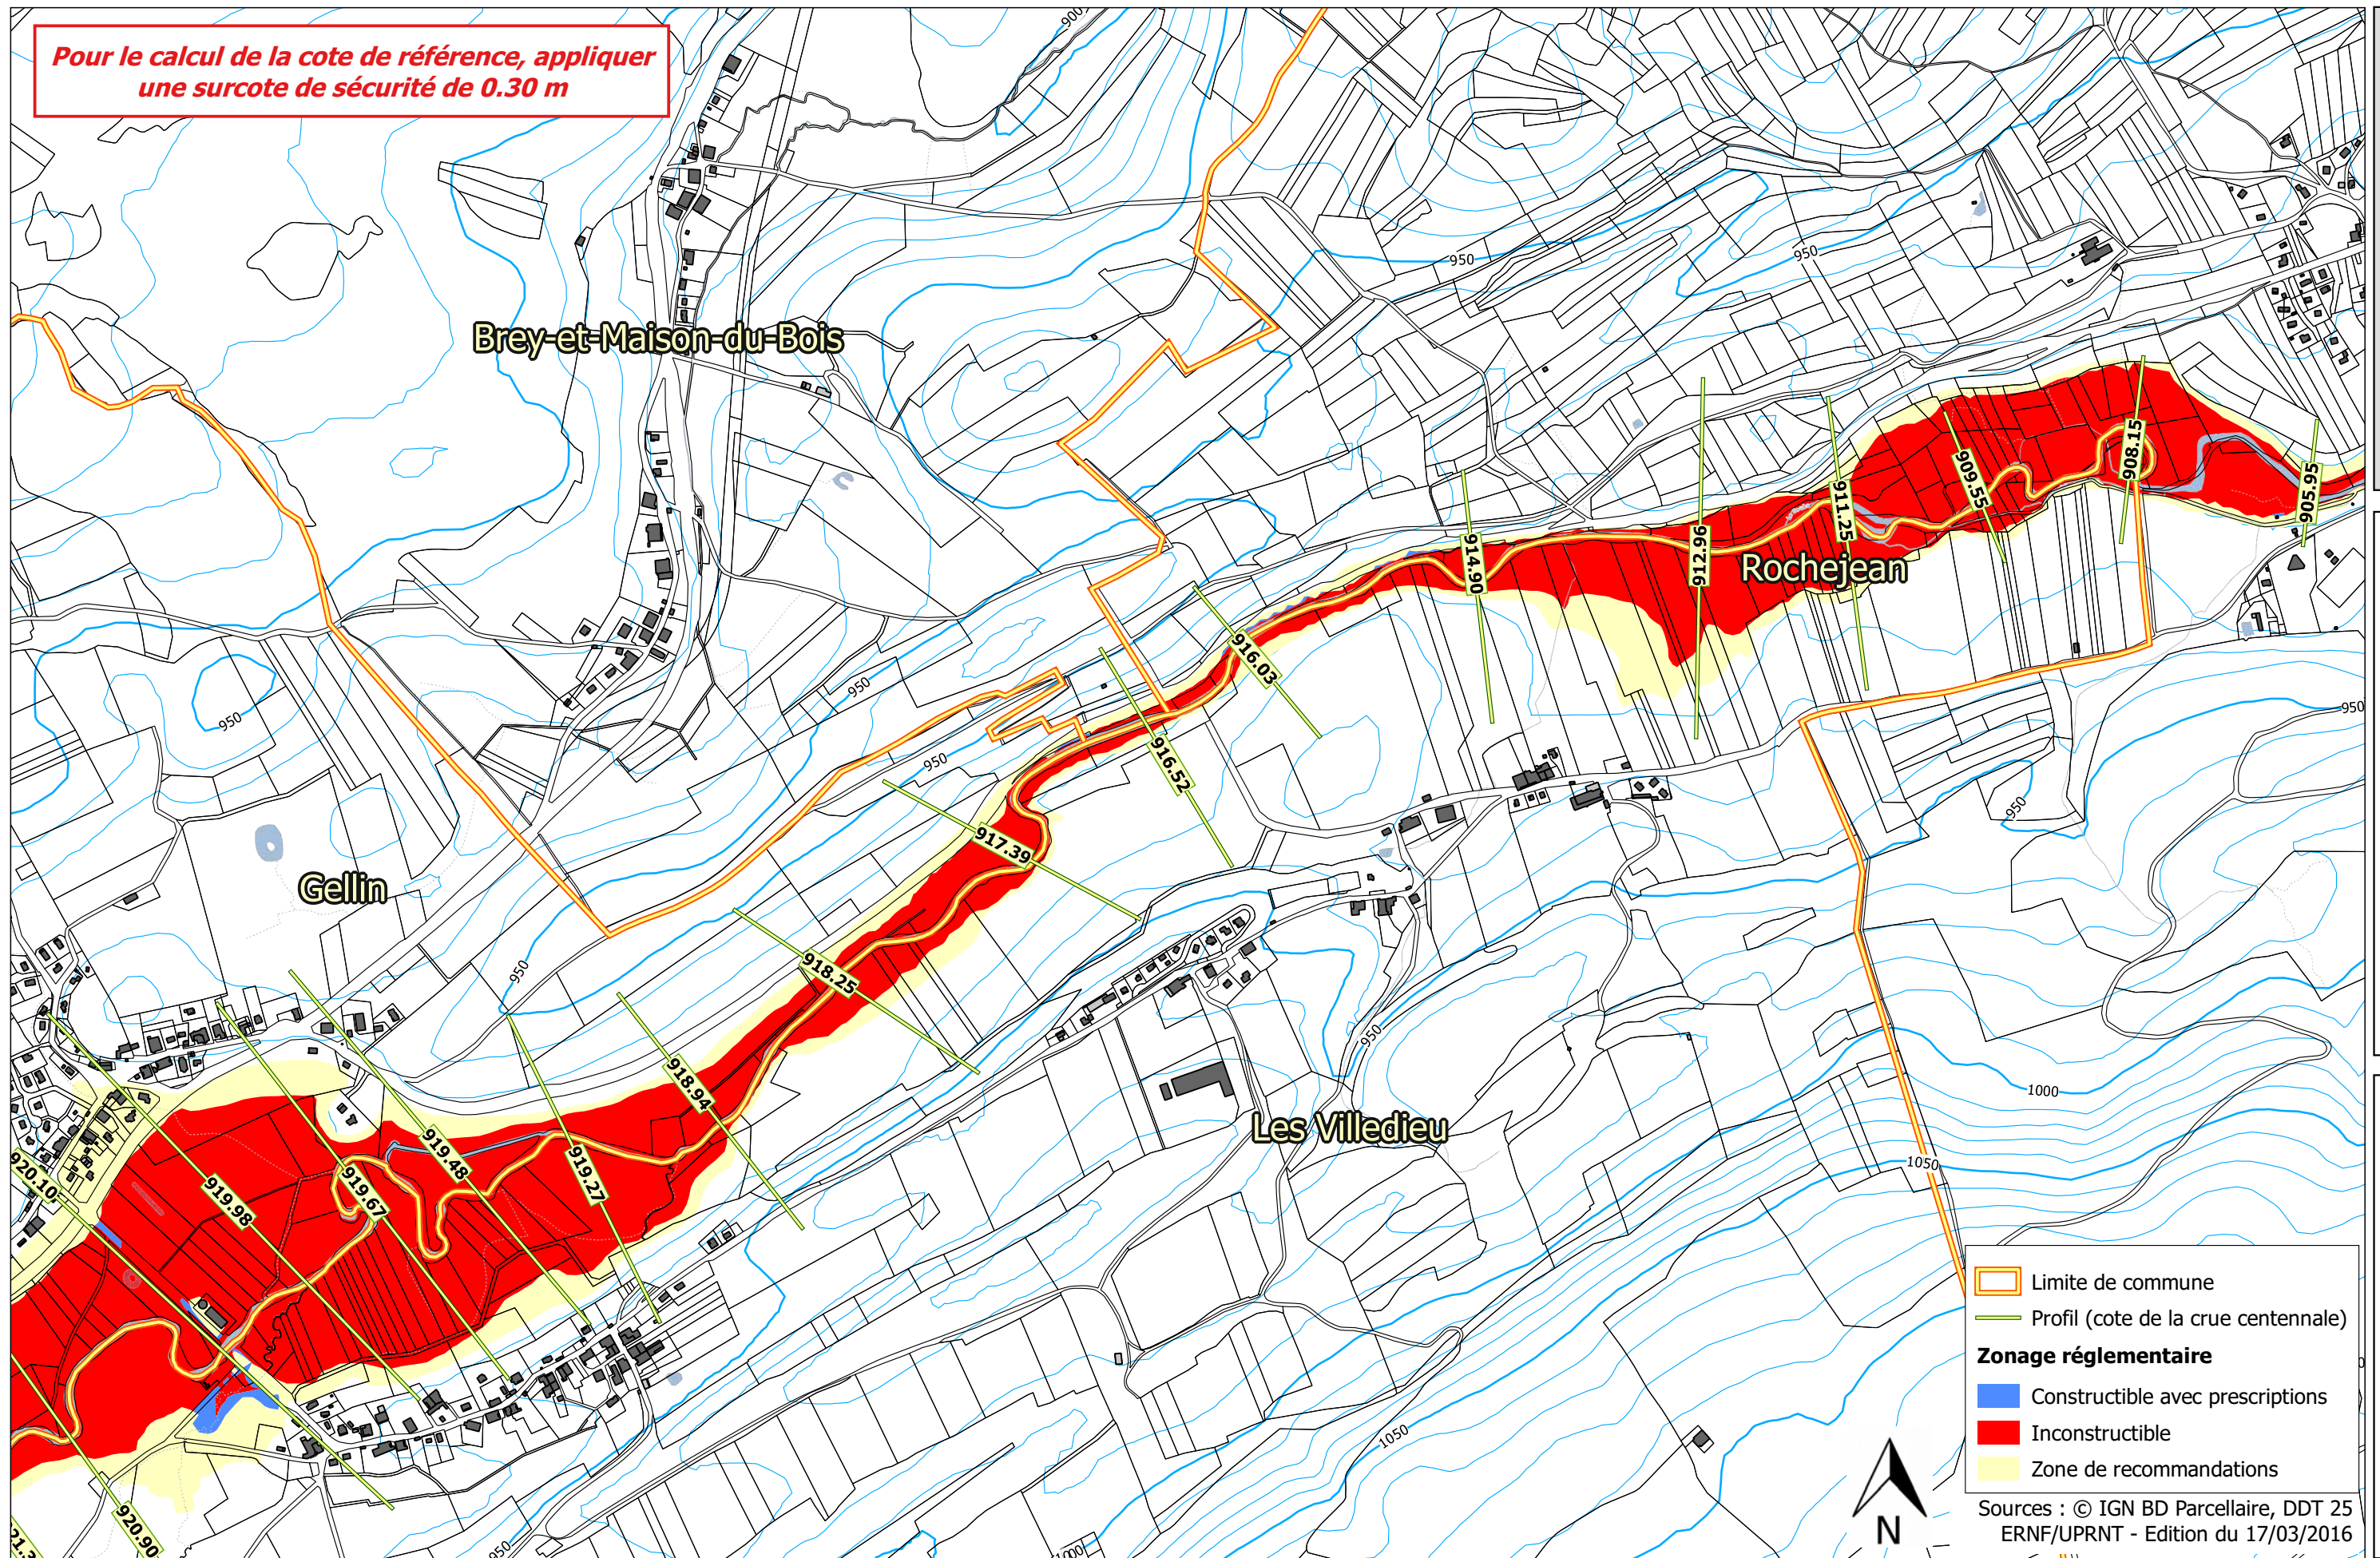 Pour le calcul de la cote de référence, appliquer
une surcote de sécurité de 0.30 m
900
Brey-et-Maison-du-Bois
950
950
908.15
905.95
909.55
911.25
912.96
914.90
Rochejean
916.03
916.52
950
950
950
950
950
917.39
Gellin
918.25
950
950
918.94
1000
Les Villedieu
1050
919.27
919.48
919.67
919.98
920.10
920.90
1050
1000
Limite de commune
Profil (cote de la crue centennale)
Zonage réglementaire
Constructible avec prescriptions
Inconstructible
Zone de recommandations
N
Sources : © IGN BD Parcellaire, DDT 25
ERNF/UPRNT - Edition du 17/03/2016